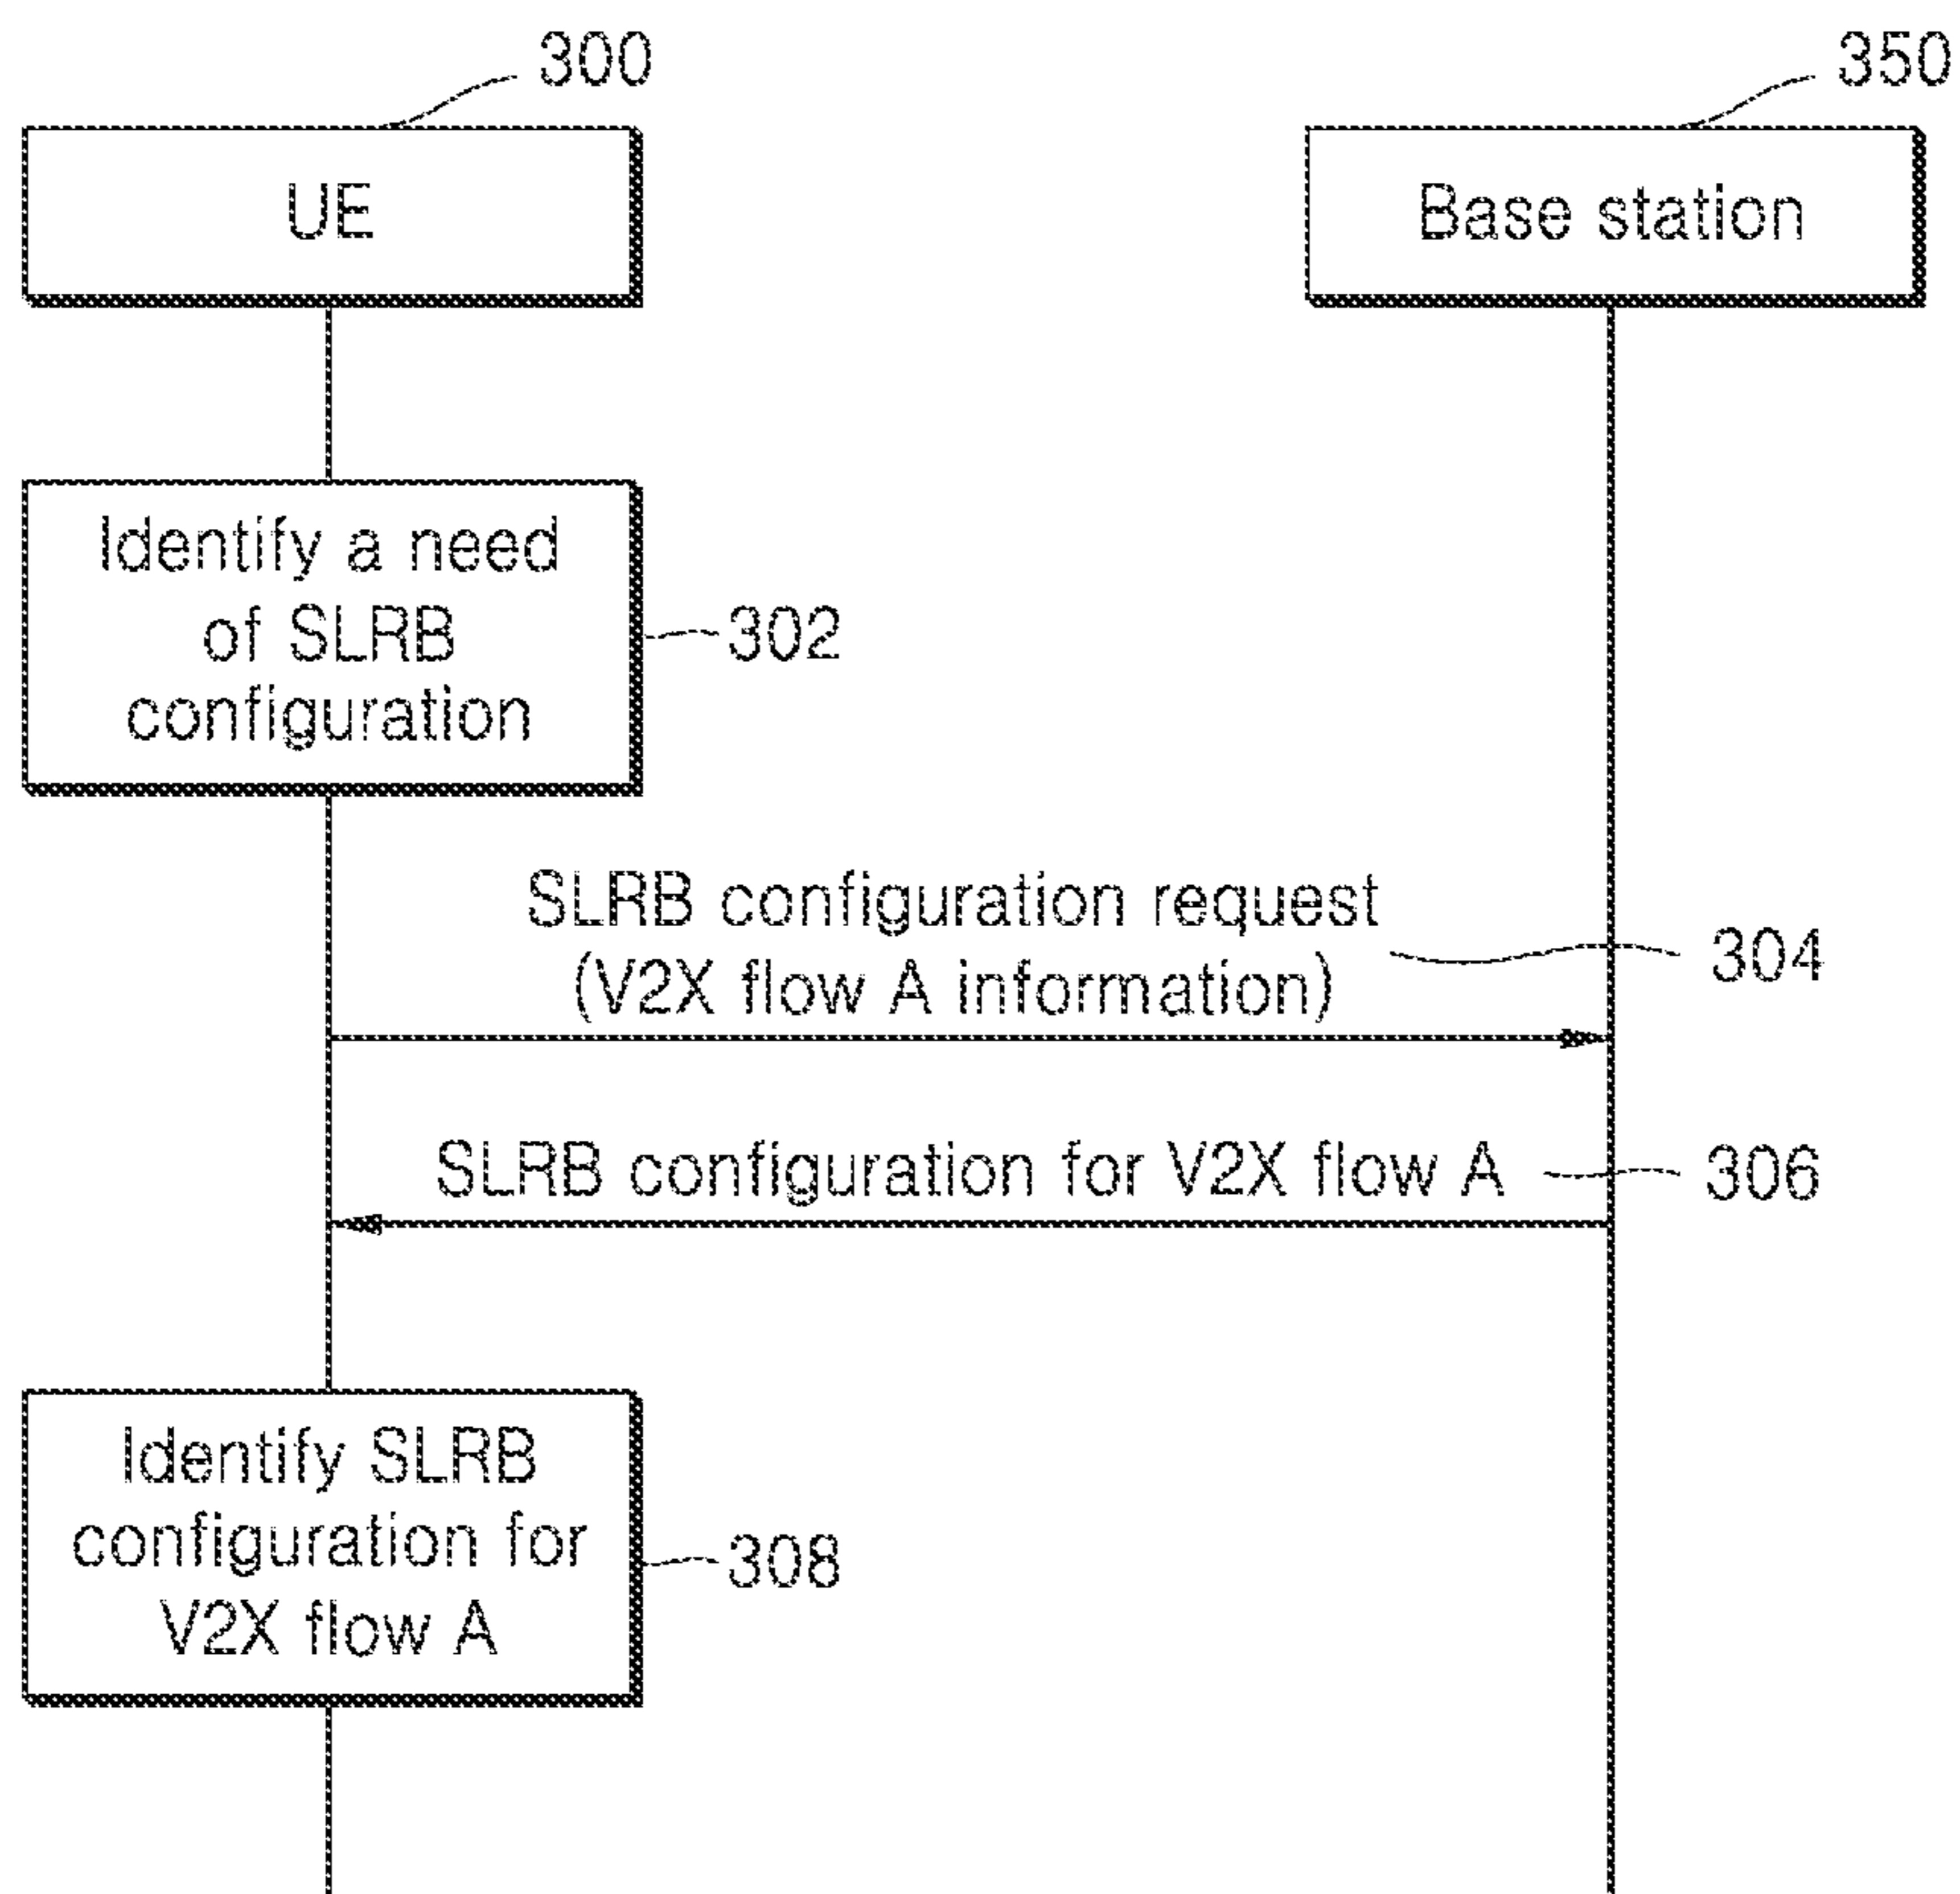 300
350
UE
Base station
Identify a need
of SLRB
configuration
302
SLRB configuration request
(V2X flow A information)
304
SLRB configuration for V2X flow A
306
Identify SLRB
configuration for
V2X flow A
308